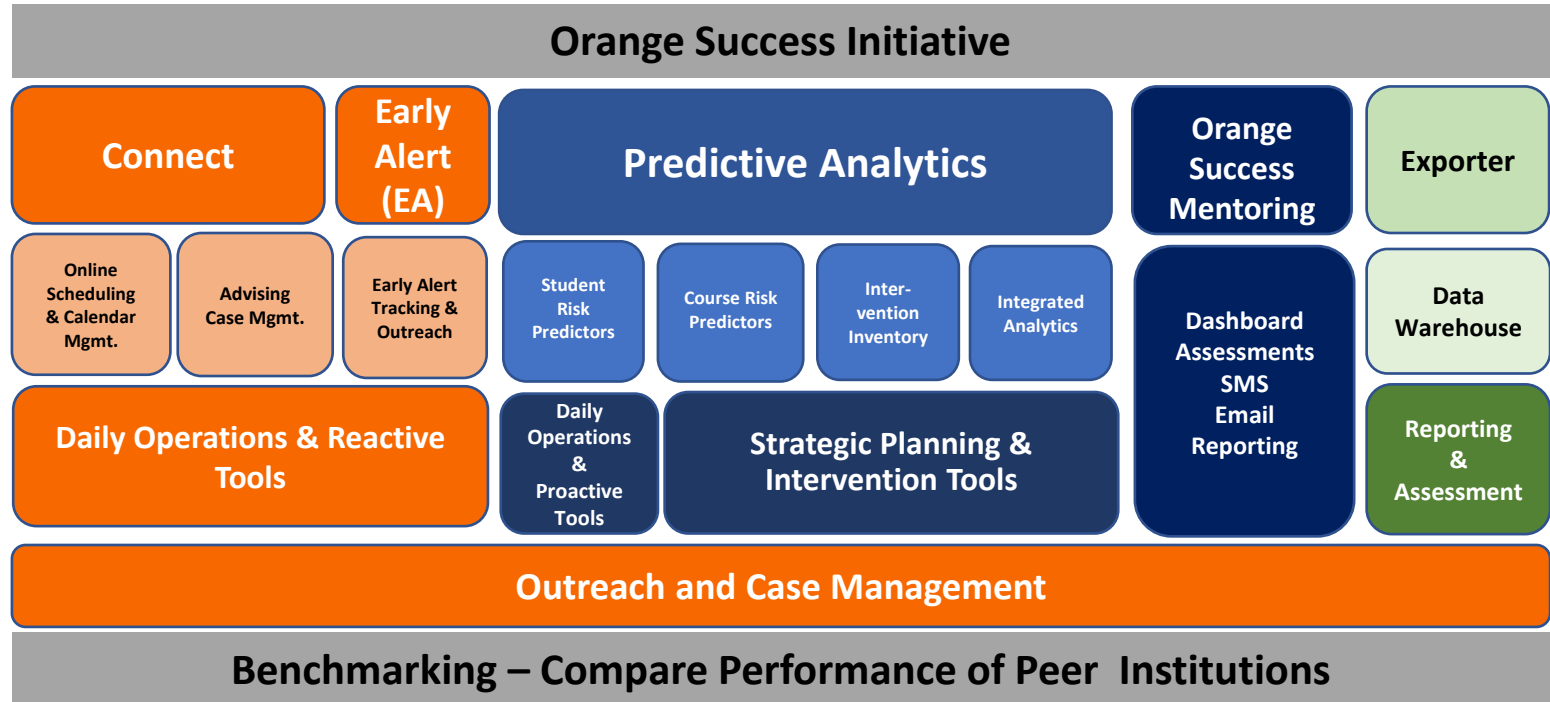 Orange Success Initiative
Connect
Early
Alert
(EA)
Predictive Analytics
Orange
Success
Mentoring
Exporter
Online
Scheduling
& Calendar
Mgmt.
Advising
Case Mgmt.
Early Alert
Tracking &
Outreach
Student
Risk
Predictors
Course Risk
Predictors
Inter-
vention
Inventory
Integrated
Analytics
Dashboard
Assessments
SMS
Email
Reporting
Data
Warehouse
Daily Operations & Reactive
Tools
Daily
Operations
&
Proactive
Tools
Strategic Planning &
Intervention Tools
Reporting
&
Assessment
Outreach and Case Management
Benchmarking – Compare Performance of Peer  Institutions